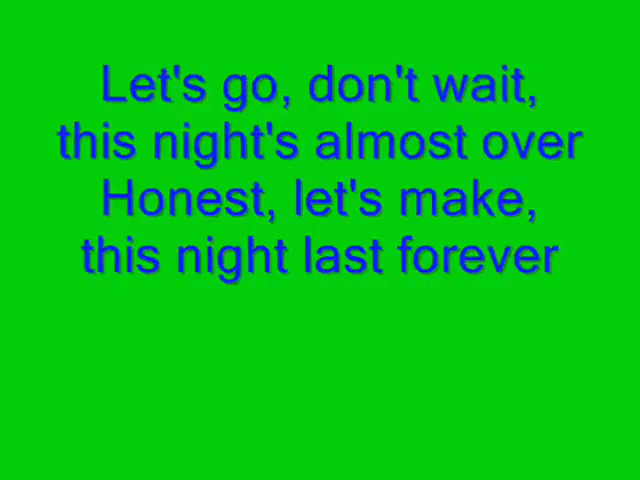 Let's go, don't wait,
this night's almost over
Honest, let's make,
this night last forever